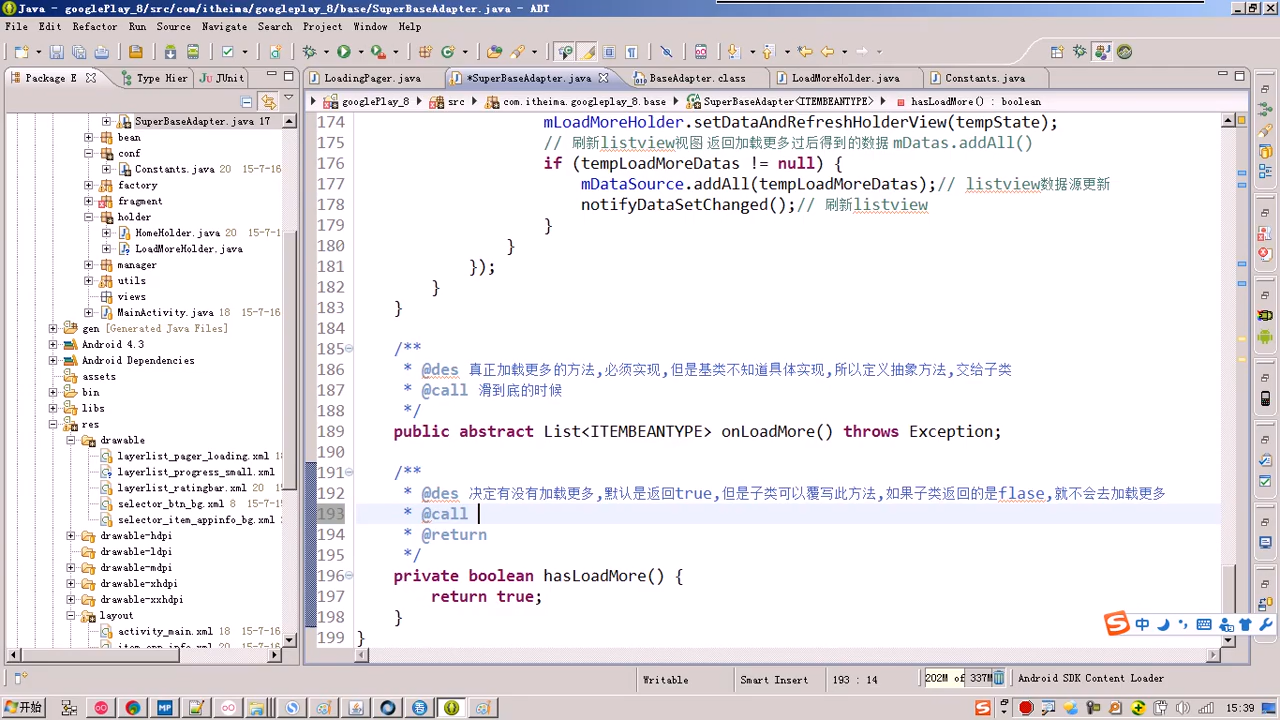 Java - googlePlay_8/src/com/itheima/googleplay_8/base/SuperBaseAdapter.java - ADT
File Edit Refactor Run Source Navigate Search Project Window Help
Package E Type Hier JUnit
LoadingPager.java *SuperBaseAdapter.java BaseAdapter.class LoadMoreHolder.java Constants.java
googlePlay_8 src com.itheima.googleplay_8.base SuperBaseAdapter<ITEMBEANTYPE> hasLoadMore() : boolean
SuperBaseAdapter.java 17
bean
conf
Constants.java 20 15-7-16
factory
fragment
holder
HomeHolder.java 20 15-7-1
LoadMoreHolder.java
manager
utils
views
MainActivity.java 18 15-7-16
gen [Generated Java Files]
Android 4.3
Android Dependencies
assets
bin
libs
res
drawable
layerlist_pager_loading.xml
layerlist_progress_small.xml
layerlist_ratingbar.xml
selector_btn_bg.xml
selector_item_appinfo_bg.xml
drawable-hdpi
drawable-ldpi
drawable-mdpi
drawable-xhdpi
drawable-xxhdpi
layout
activity_main.xml 18 15-7-16
174 mLoadMoreHolder.setDataAndRefreshHolderView(tempState);
175 // 刷新listview视图 返回加载更多过后得到的数据 mDatas.addAll()
176 if (tempLoadMoreDatas != null) {
177 mDataSource.addAll(tempLoadMoreDatas);// listview数据源更新
178 notifyDataSetChanged();// 刷新listview
179 }
180 }
181 });
182 }
183 }
184
185 /**
186 * @des 真正加载更多的方法,必须实现,但是基类不知道具体实现,所以定义抽象方法,交给子类
187 * @call 滑到底的时候
188 */
189 public abstract List<ITEMBEANTYPE> onLoadMore() throws Exception;
190
191 /**
192 * @des 决定有没有加载更多,默认是返回true,但是子类可以覆写此方法,如果子类返回的是flase,就不会去加载更多
193 * @call
194 * @return
195 */
196 private boolean hasLoadMore() {
197 return true;
198 }
199 }
中
Writable Smart Insert 193 : 14 202M of 337M Android SDK Content Loader
开始 MP 15:39